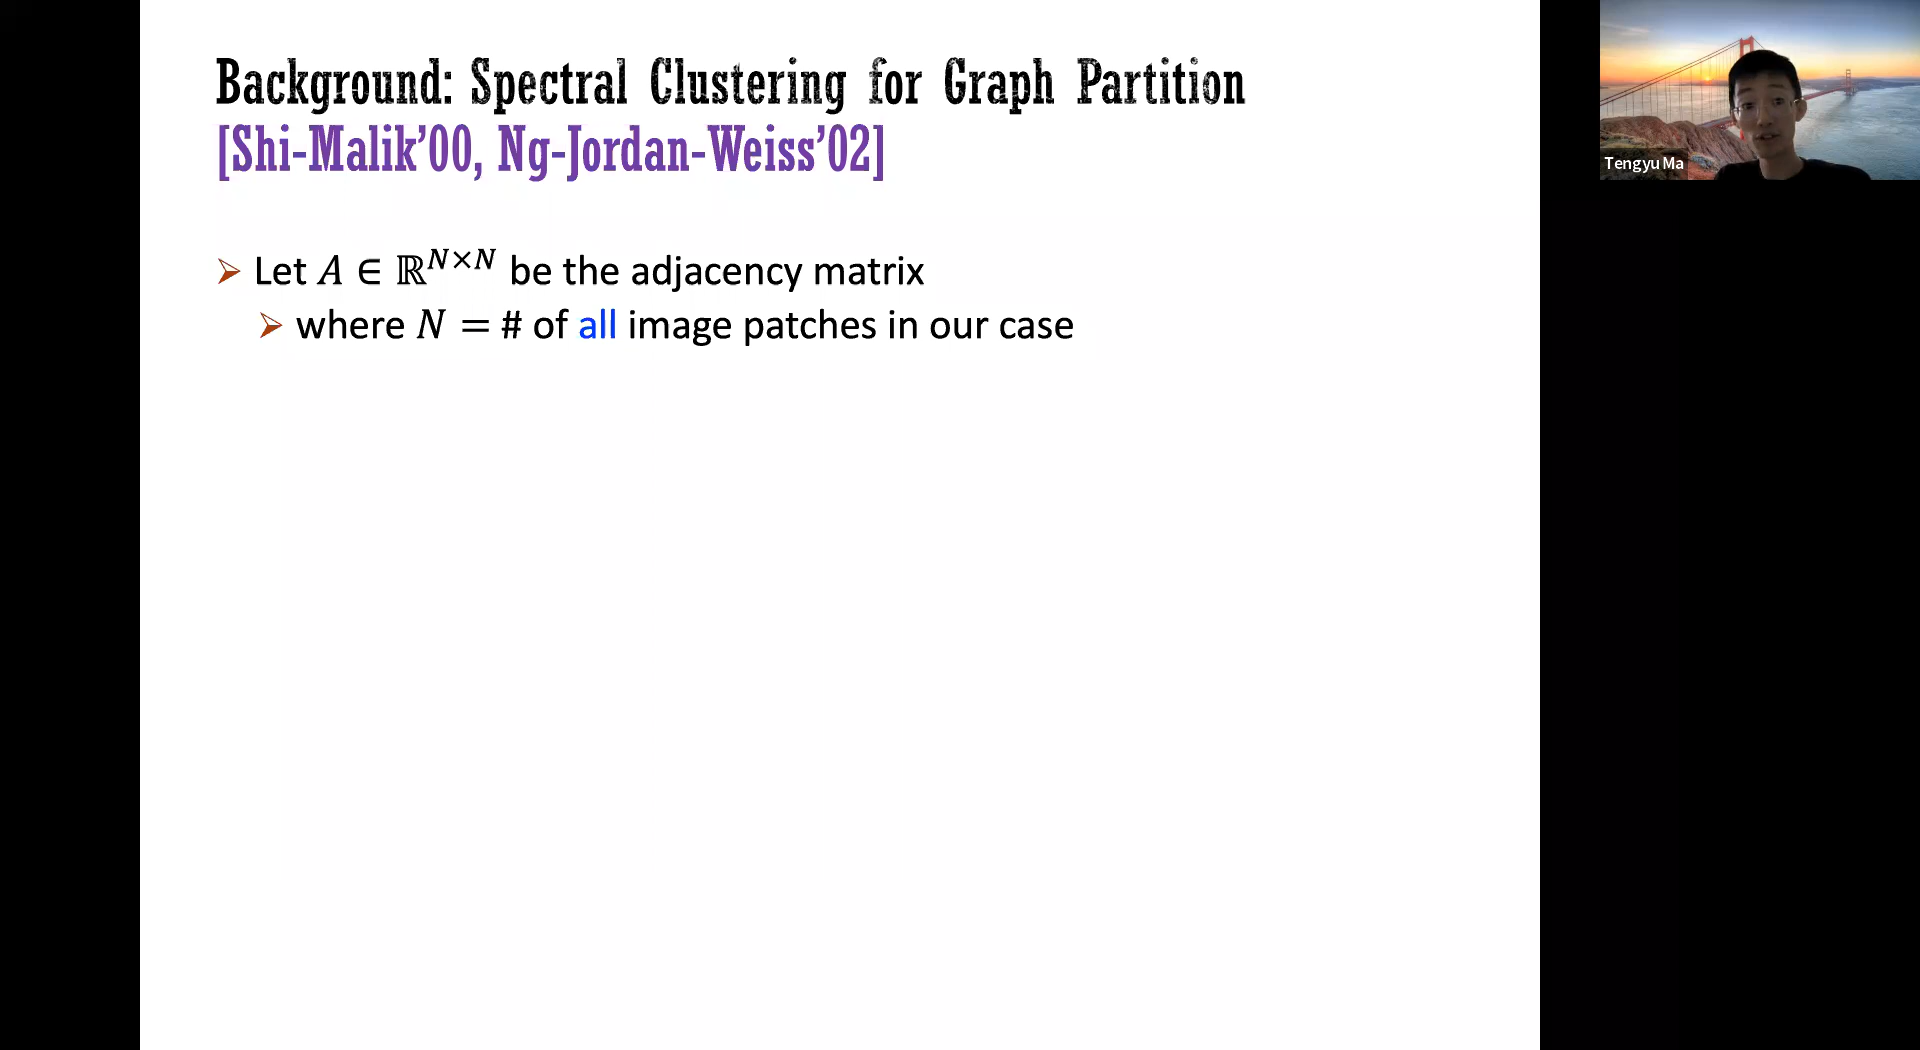 Background: Spectral Clustering for Graph Partition
[Shi-Malik’00, Ng-Jordan-Weiss’02]
Tengyu Ma
➢ Let 𝐴 ∈ ℝ^{𝑁×𝑁} be the adjacency matrix
➢ where 𝑁 = # of all image patches in our case